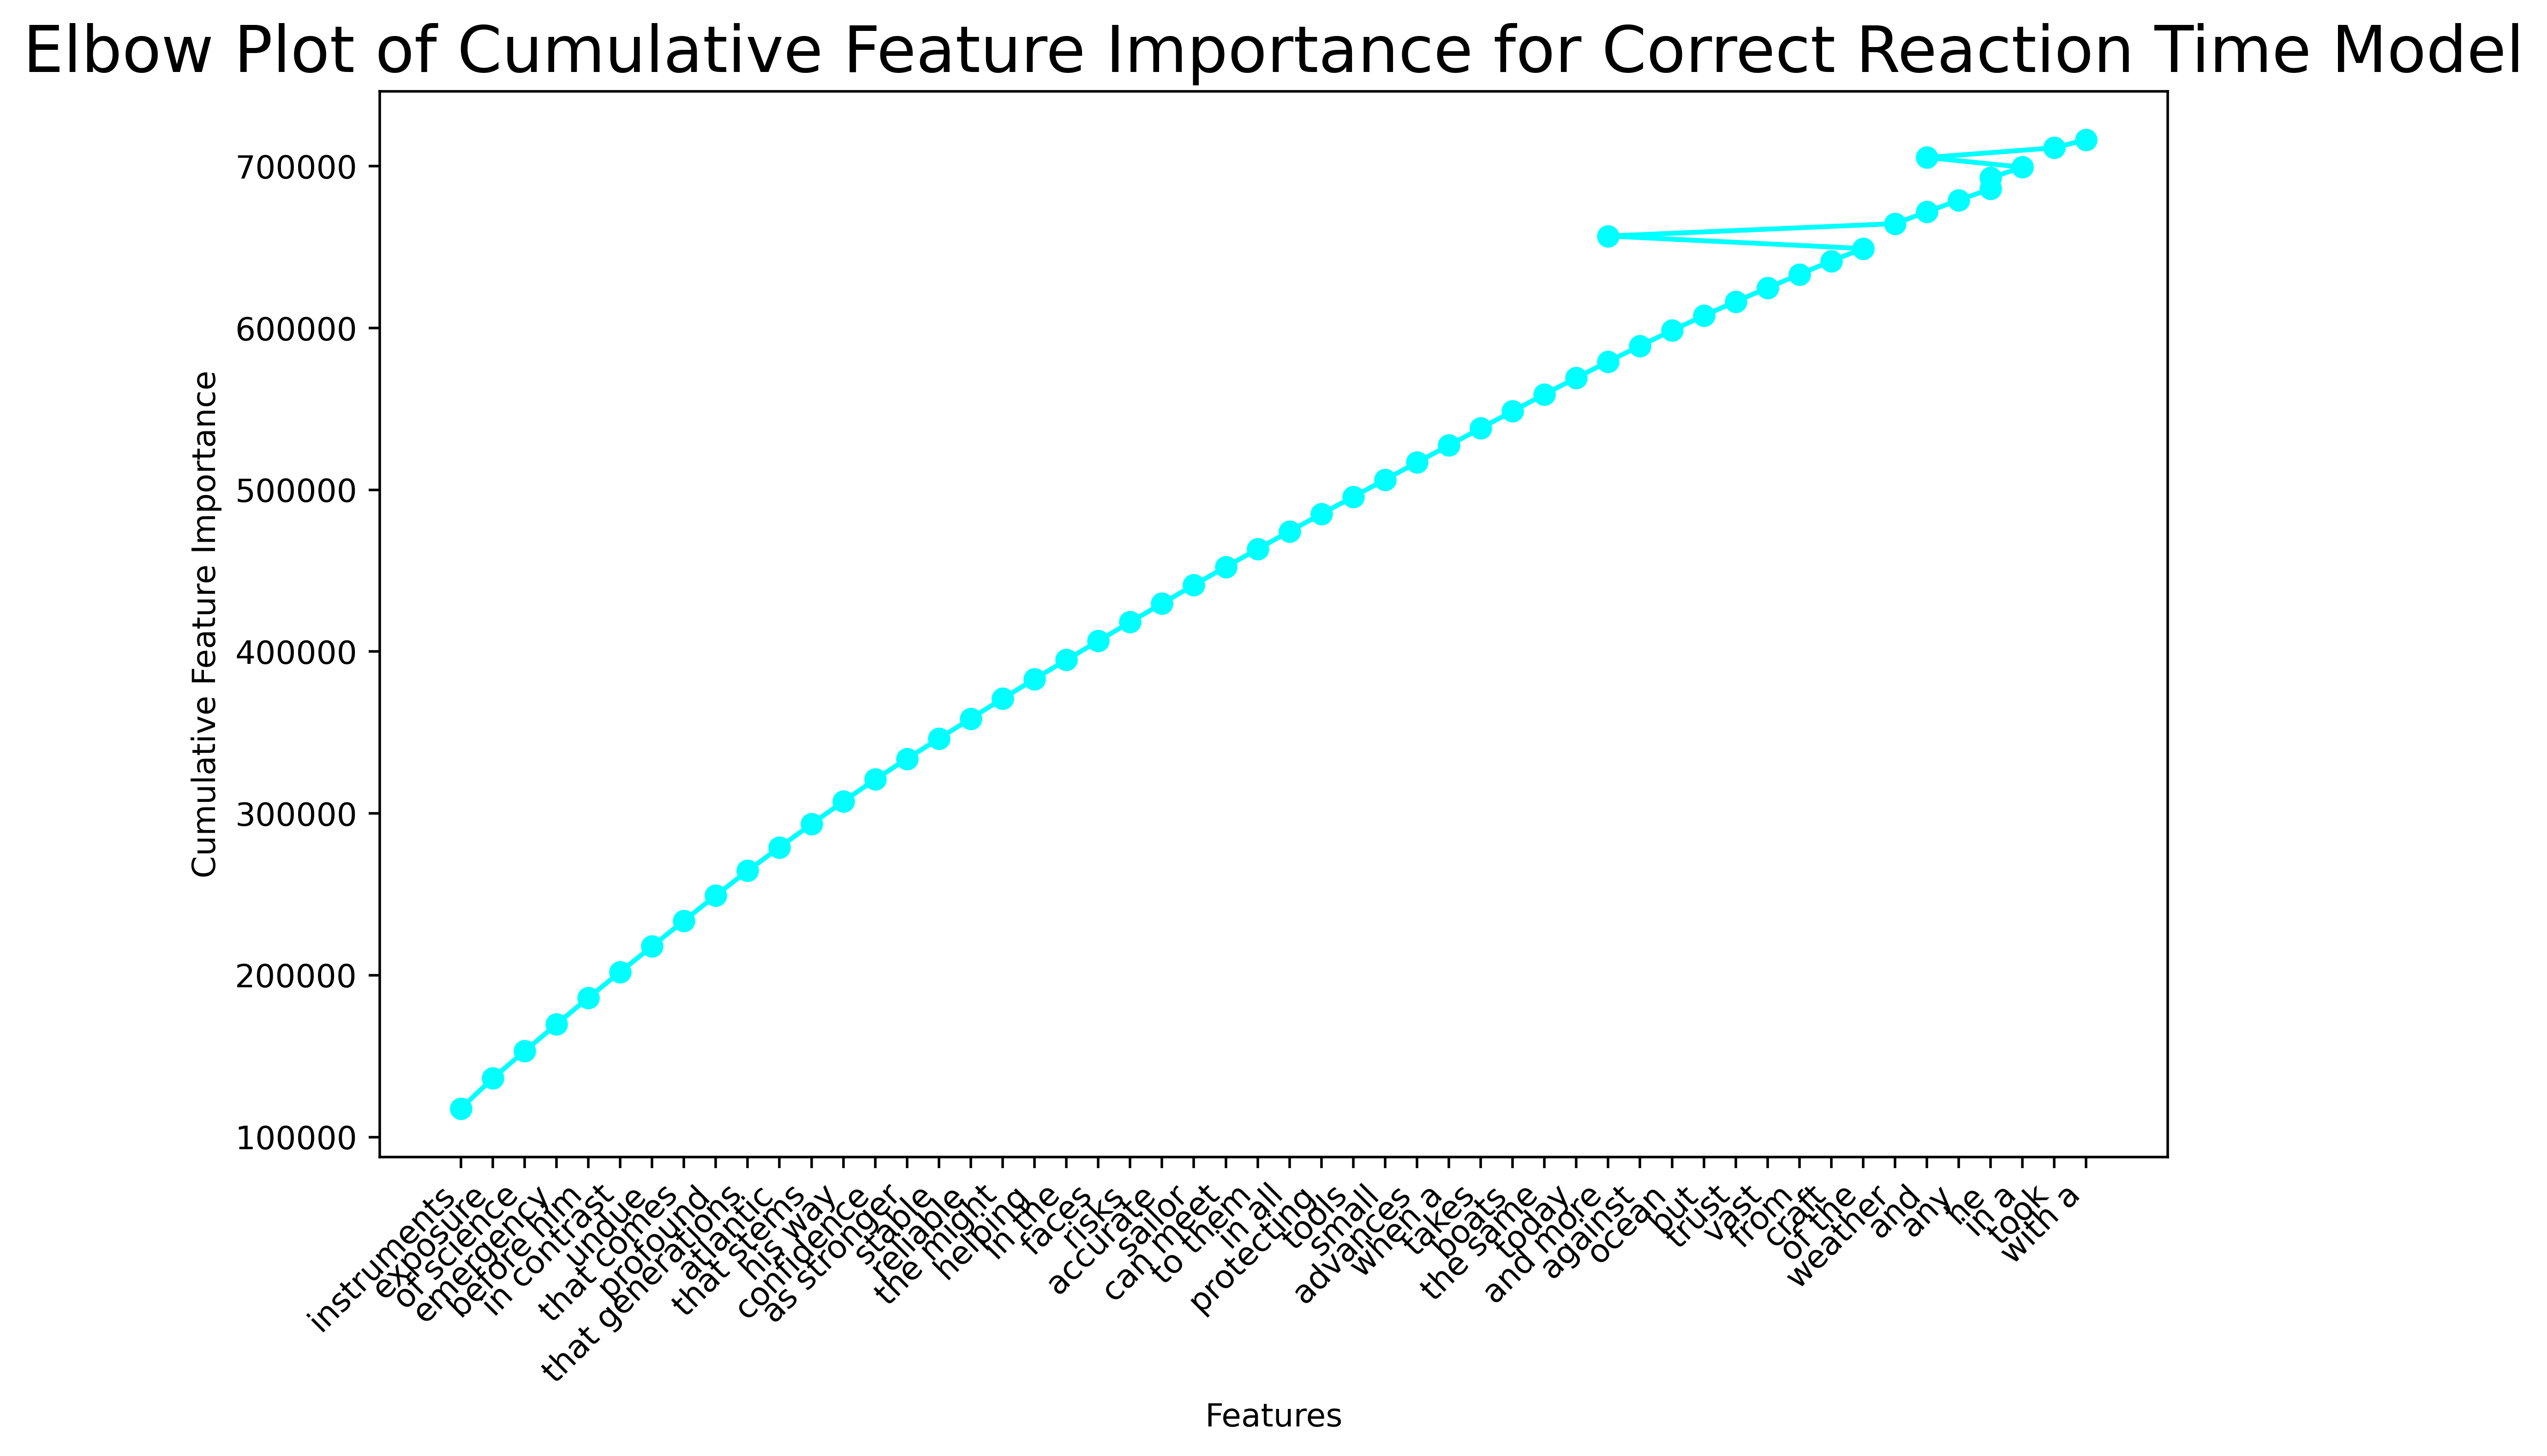 Elbow Plot of Cumulative Feature Importance for Correct Reaction Time Model
Cumulative Feature Importance
700000
600000
500000
400000
300000
200000
100000
instruments
exposure
of science
emergency
before him
in contrast
undue
that comes
profound
that generations
atlantic
that stems
his way
confidence
as stronger
stable
reliable
the might
helping
in the
faces
risks
accurate
sailor
can meet
to them
in all
protecting
tools
small
advances
when a
takes
boats
the same
today
and more
against
ocean
but
trust
vast
from
craft
of the
weather
and
any
he
in a
took
with a
Features